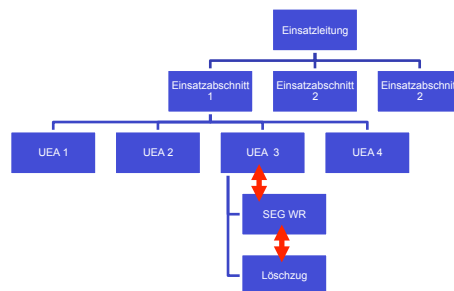 Einsatzleitung
Einsatzabschnitt
1
Einsatzabschnitt
2
Einsatzabschnitt
2
UEA 1
UEA 2
UEA 3
UEA 4
SEG WR
Löschzug